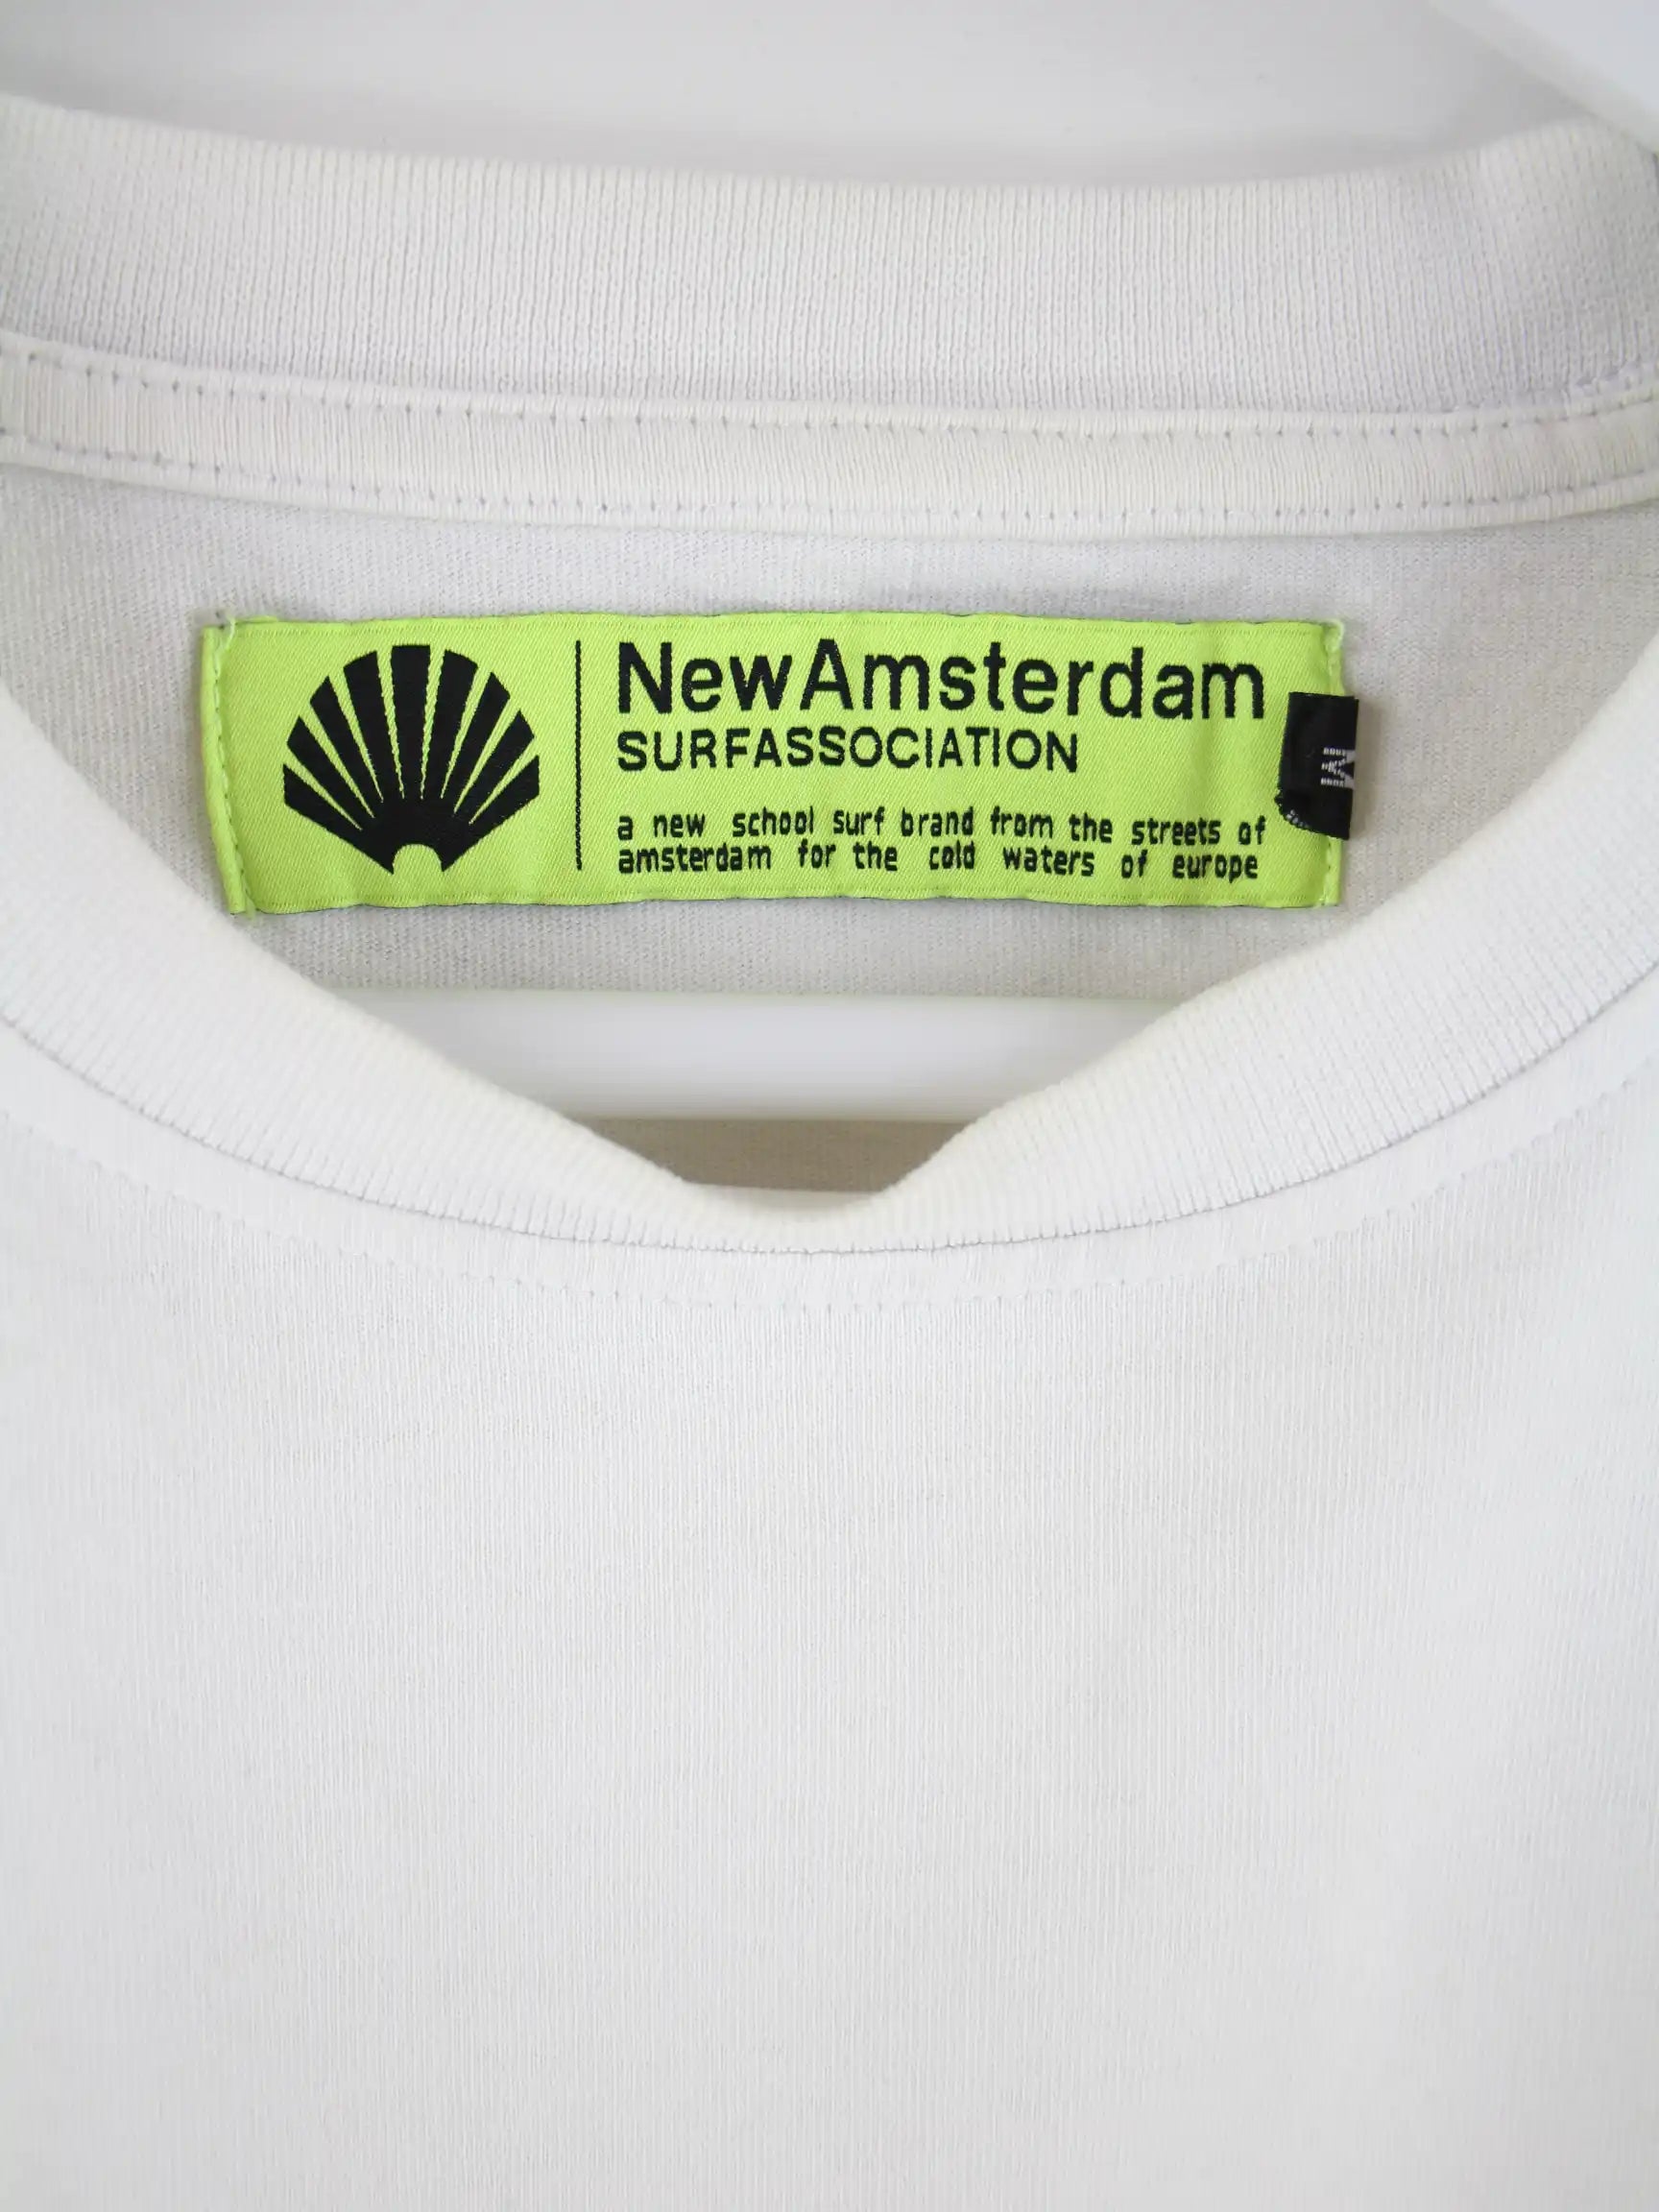 NewAmsterdam
SURFASSOCIATION
a new school surf brand from the streets of
amsterdam for the cold waters of europe
M